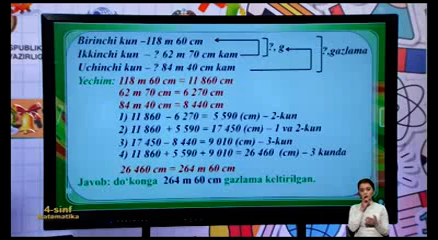 Birinchi kun –118 m 60 cm
Ikkinchi kun – ? 62 m 70 cm kam
Uchinchi kun – ? 84 m 40 cm kam
?, g
?,gazlama
Yechim: 118 m 60 cm = 11 860 cm
62 m 70 cm = 6 270 cm
84 m 40 cm = 8 440 cm
1) 11 860 – 6 270 = 5 590 (cm) – 2-kun
2) 11 860 + 5 590 = 17 450 (cm) – 1 va 2-kun
3) 17 450 – 8 440 = 9 010 (cm) – 3-kun
4) 11 860 + 5 590 + 9 010 = 26 460 (cm) – 3 kunda
26 460 cm = 264 m 60 cm
Javob: do'konga 264 m 60 cm gazlama keltirilgan.
4-sinf
Matematika